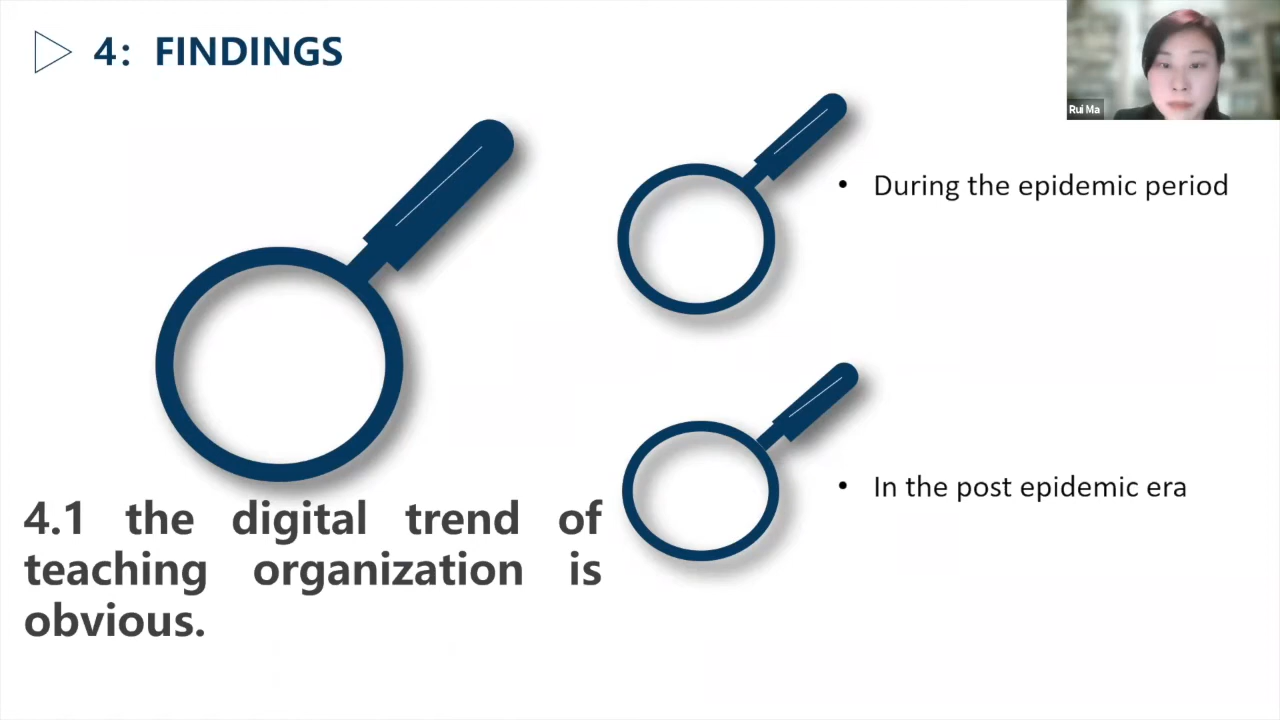 4: FINDINGS
Rui Ma
• During the epidemic period
• In the post epidemic era
4.1 the digital trend of
teaching organization is
obvious.